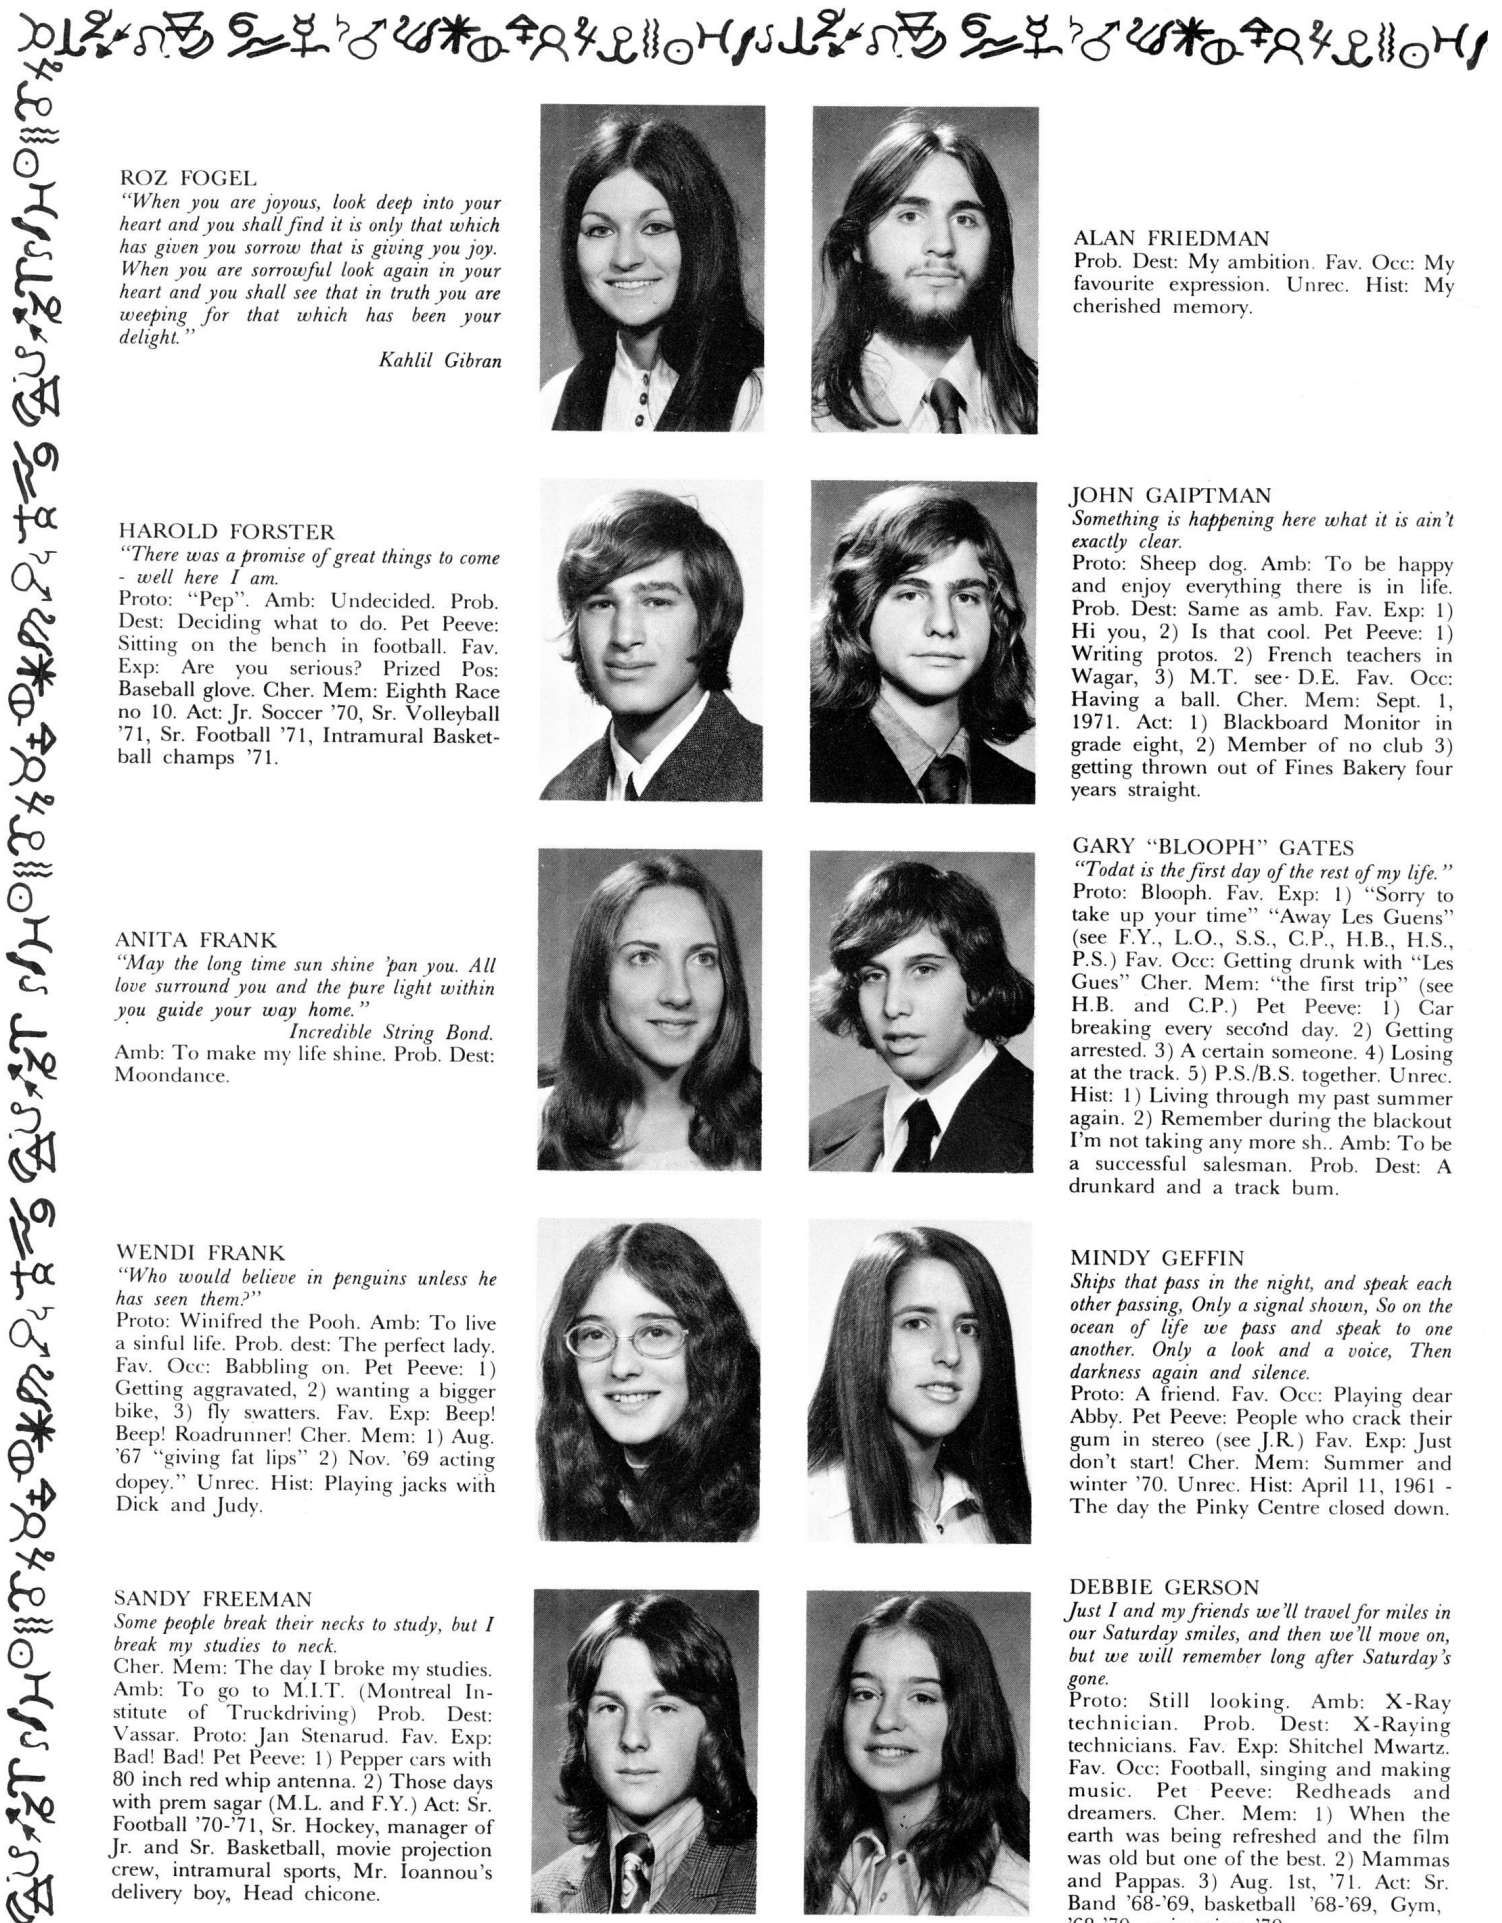 ROZ FOGEL
"When you are joyous, look deep into your
heart and you shall find it is only that which
has given you sorrow that is giving you joy.
When you are sorrowful look again in your
heart and you shall see that in truth you are
weeping for that which has been your
delight."
Kahlil Gibran
HAROLD FORSTER
"There was a promise of great things to come
- well here I am.
Proto: "Pep". Amb: Undecided. Prob.
Dest: Deciding what to do. Pet Peeve:
Sitting on the bench in football. Fav.
Exp: Are you serious? Prized Pos:
Baseball glove. Cher. Mem: Eighth Race
no 10. Act: Jr. Soccer '70, Sr. Volleyball
'71, Sr. Football '71, Intramural Basket-
ball champs '71.
ANITA FRANK
"May the long time sun shine 'pan you. All
love surround you and the pure light within
you guide your way home."
Incredible String Bond.
Amb: To make my life shine. Prob. Dest:
Moondance.
WENDI FRANK
"Who would believe in penguins unless he
has seen them?"
Proto: Winifred the Pooh. Amb: To live
a sinful life. Prob. dest: The perfect lady.
Fav. Occ: Babbling on. Pet Peeve: 1)
Getting aggravated, 2) wanting a bigger
bike, 3) fly swatters. Fav. Exp: Beep!
Beep! Roadrunner! Cher. Mem: 1) Aug.
'67 "giving fat lips" 2) Nov. '69 acting
dopey." Unrec. Hist: Playing jacks with
Dick and Judy.
SANDY FREEMAN
Some people break their necks to study, but I
break my studies to neck.
Cher. Mem: The day I broke my studies.
Amb: To go to M.I.T. (Montreal In-
stitute of Truckdriving) Prob. Dest:
Vassar. Proto: Jan Stenarud. Fav. Exp:
Bad! Bad! Pet Peeve: 1) Pepper cars with
80 inch red whip antenna. 2) Those days
with prem sagar (M.L. and F.Y.) Act: Sr.
Football '70-'71, Sr. Hockey, manager of
Jr. and Sr. Basketball, movie projection
crew, intramural sports, Mr. Ioannou's
delivery boy, Head chicone.
ALAN FRIEDMAN
Prob. Dest: My ambition. Fav. Occ: My
favourite expression. Unrec. Hist: My
cherished memory.
JOHN GAIPTMAN
Something is happening here what it is ain't
exactly clear.
Proto: Sheep dog. Amb: To be happy
and enjoy everything there is in life.
Prob. Dest: Same as amb. Fav. Exp: 1)
Hi you, 2) Is that cool. Pet Peeve: 1)
Writing protos. 2) French teachers in
Wagar, 3) M.T. see- D.E. Fav. Occ:
Having a ball. Cher. Mem: Sept. 1,
1971. Act: 1) Blackboard Monitor in
grade eight, 2) Member of no club 3)
getting thrown out of Fines Bakery four
years straight.
GARY "BLOOPH" GATES
"Todat is the first day of the rest of my life."
Proto: Blooph. Fav. Exp: 1) "Sorry to
take up your time" "Away Les Guens"
(see F.Y., L.O., S.S., C.P., H.B., H.S.,
P.S.) Fav. Occ: Getting drunk with "Les
Gues" Cher. Mem: "the first trip" (see
H.B. and C.P.) Pet Peeve: 1) Car
breaking every second day. 2) Getting
arrested. 3) A certain someone. 4) Losing
at the track. 5) P.S./B.S. together. Unrec.
Hist: 1) Living through my past summer
again. 2) Remember during the blackout
I'm not taking any more sh.. Amb: To be
a successful salesman. Prob. Dest: A
drunkard and a track bum.
MINDY GEFFIN
Ships that pass in the night, and speak each
other passing, Only a signal shown, So on the
ocean of life we pass and speak to one
another. Only a look and a voice, Then
darkness again and silence.
Proto: A friend. Fav. Occ: Playing dear
Abby. Pet Peeve: People who crack their
gum in stereo (see J.R.) Fav. Exp: Just
don't start! Cher. Mem: Summer and
winter '70. Unrec. Hist: April 11, 1961 -
The day the Pinky Centre closed down.
DEBBIE GERSON
Just I and my friends we'll travel for miles in
our Saturday smiles, and then we'll move on,
but we will remember long after Saturday's
gone.
Proto: Still looking. Amb: X-Ray
technician. Prob. Dest: X-Raying
technicians. Fav. Exp: Shitchel Mwartz.
Fav. Occ: Football, singing and making
music. Pet Peeve: Redheads and
dreamers. Cher. Mem: 1) When the
earth was being refreshed and the film
was old but one of the best. 2) Mammas
and Pappas. 3) Aug. 1st, '71. Act: Sr.
Band '68-'69, basketball '68-'69, Gym,